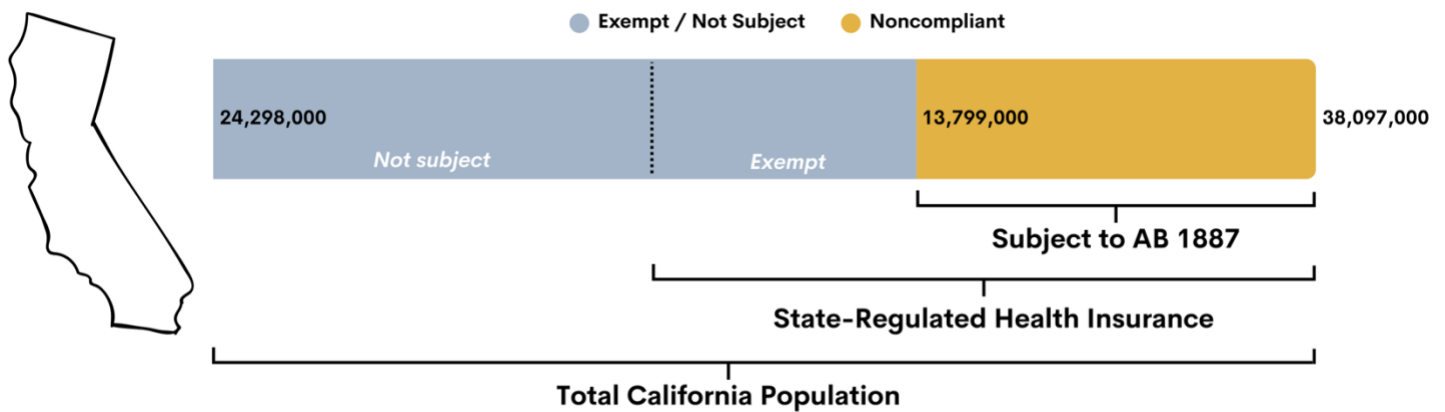 Exempt / Not Subject Noncompliant
24,298,000 13,799,000 38,097,000
Not subject Exempt
Subject to AB 1887
State-Regulated Health Insurance
Total California Population